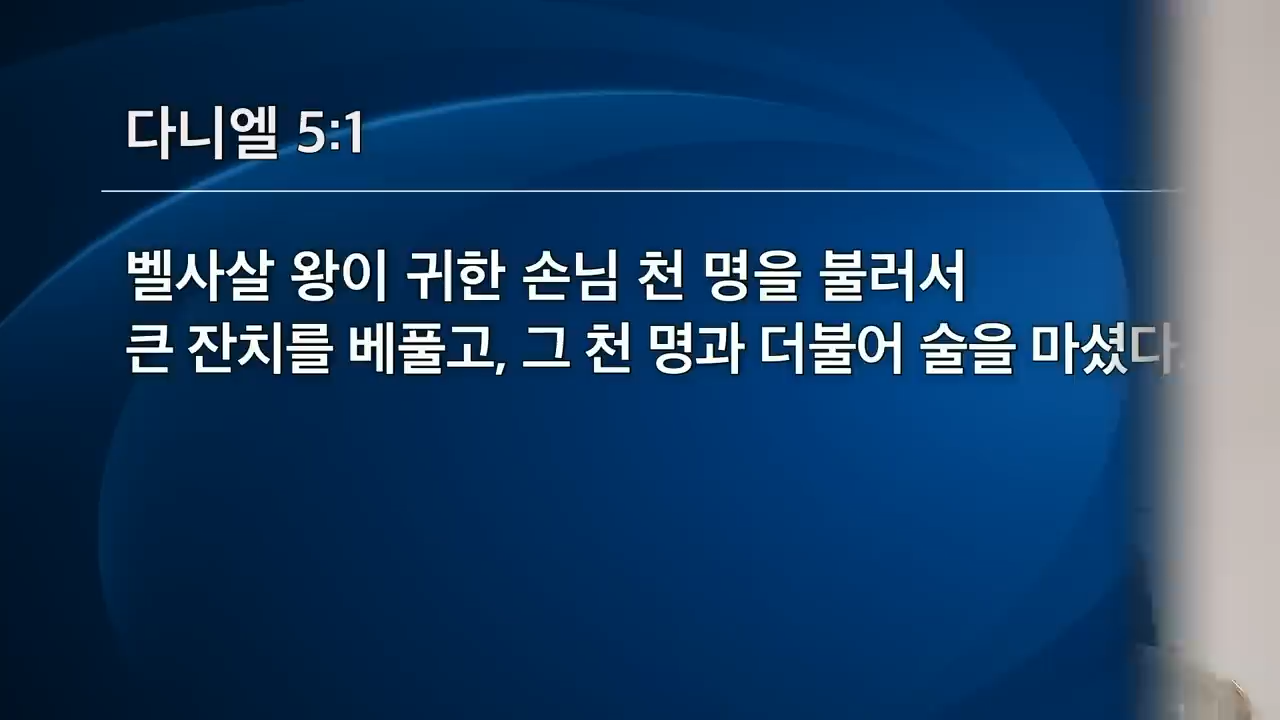 다니엘 5:1
벨사살 왕이 귀한 손님 천 명을 불러서
큰 잔치를 베풀고, 그 천 명과 더불어 술을 마셨다.